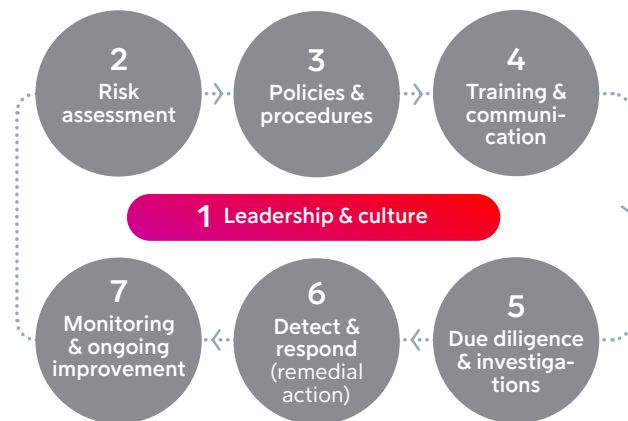 2
Risk
assessment
3
Policies &
procedures
4
Training &
communi-
cation
1 Leadership & culture
7
Monitoring
& ongoing
improvement
6
Detect &
respond
(remedial
action)
5
Due diligence
& investiga-
tions